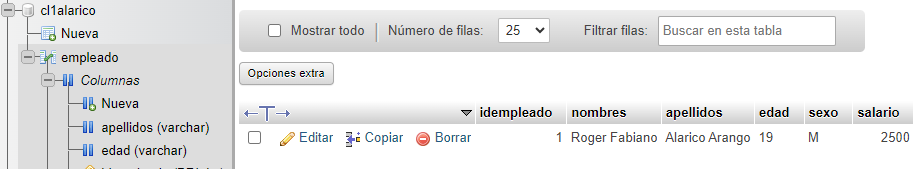 cl1alarico
Nueva
empleado
Columnas
Nueva
apellidos (varchar)
edad (varchar)
Mostrar todo
Número de filas:
25
Filtrar filas:
Buscar en esta tabla
Opciones extra
idempleado nombres apellidos edad sexo salario
Editar Copiar Borrar 1 Roger Fabiano Alarico Arango 19 M 2500